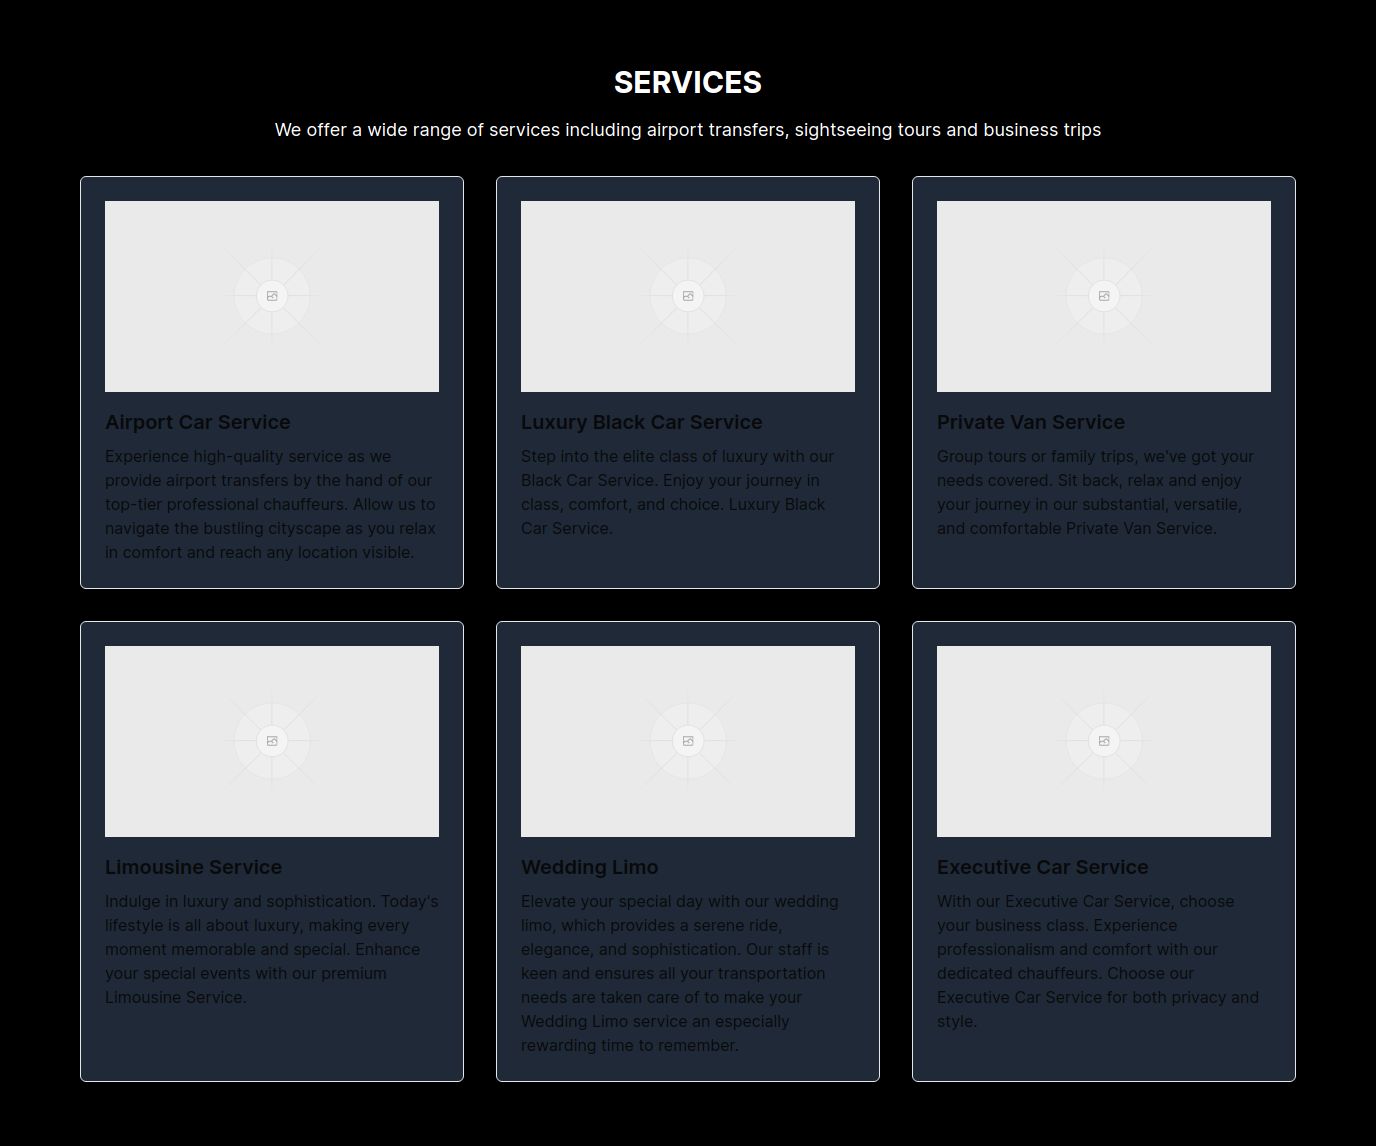 SERVICES
We offer a wide range of services including airport transfers, sightseeing tours and business trips
Airport Car Service
Experience high-quality service as we
provide airport transfers by the hand of our
top-tier professional chauffeurs. Allow us to
navigate the bustling cityscape as you relax
in comfort and reach any location visible.
Luxury Black Car Service
Step into the elite class of luxury with our
Black Car Service. Enjoy your journey in
class, comfort, and choice. Luxury Black
Car Service.
Private Van Service
Group tours or family trips, we've got your
needs covered. Sit back, relax and enjoy
your journey in our substantial, versatile,
and comfortable Private Van Service.
Limousine Service
Indulge in luxury and sophistication. Today's
lifestyle is all about luxury, making every
moment memorable and special. Enhance
your special events with our premium
Limousine Service.
Wedding Limo
Elevate your special day with our wedding
limo, which provides a serene ride,
elegance, and sophistication. Our staff is
keen and ensures all your transportation
needs are taken care of to make your
Wedding Limo service an especially
rewarding time to remember.
Executive Car Service
With our Executive Car Service, choose
your business class. Experience
professionalism and comfort with our
dedicated chauffeurs. Choose our
Executive Car Service for both privacy and
style.